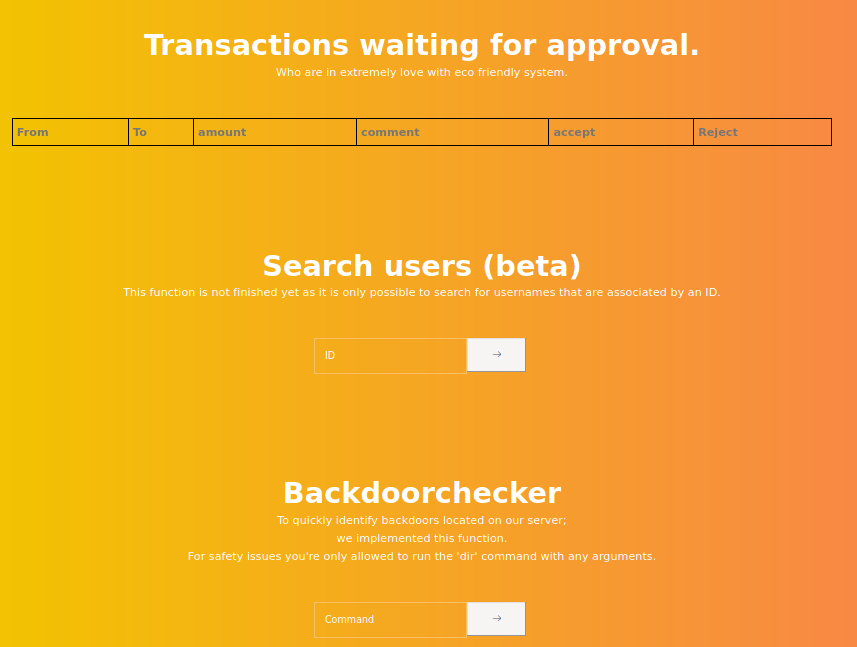 Transactions waiting for approval.
Who are in extremely love with eco friendly system.
From To amount comment accept Reject
Search users (beta)
This function is not finished yet as it is only possible to search for usernames that are associated by an ID.
ID →
Backdoorchecker
To quickly identify backdoors located on our server;
we implemented this function.
For safety issues you're only allowed to run the 'dir' command with any arguments.
Command →